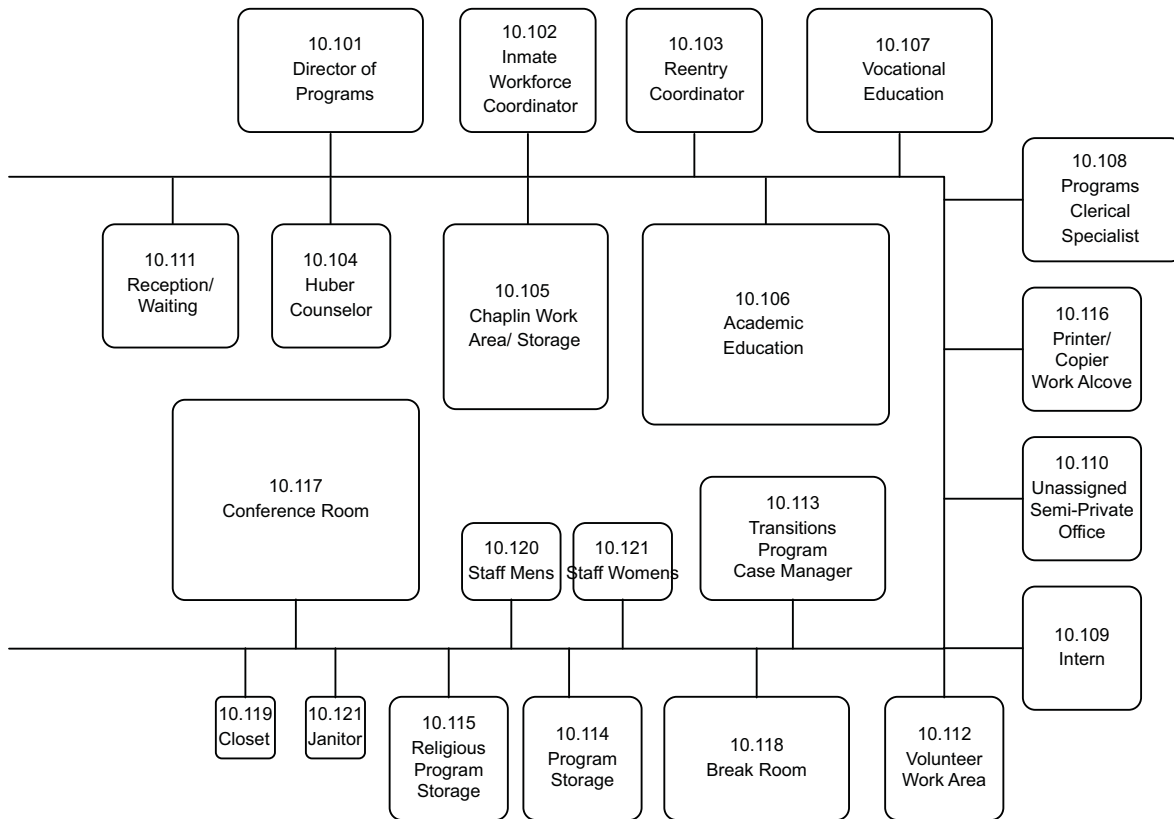 10.101
Director of
Programs
10.102
Inmate
Workforce
Coordinator
10.103
Reentry
Coordinator
10.107
Vocational
Education
10.108
Programs
Clerical
Specialist
10.111
Reception/
Waiting
10.104
Huber
Counselor
10.105
Chaplin Work
Area/ Storage
10.106
Academic
Education
10.116
Printer/
Copier
Work Alcove
10.117
Conference Room
10.120
Staff Mens
10.121
Staff Womens
10.113
Transitions
Program
Case Manager
10.110
Unassigned
Semi-Private
Office
10.109
Intern
10.119
Closet
10.121
Janitor
10.115
Religious
Program
Storage
10.114
Program
Storage
10.118
Break Room
10.112
Volunteer
Work Area